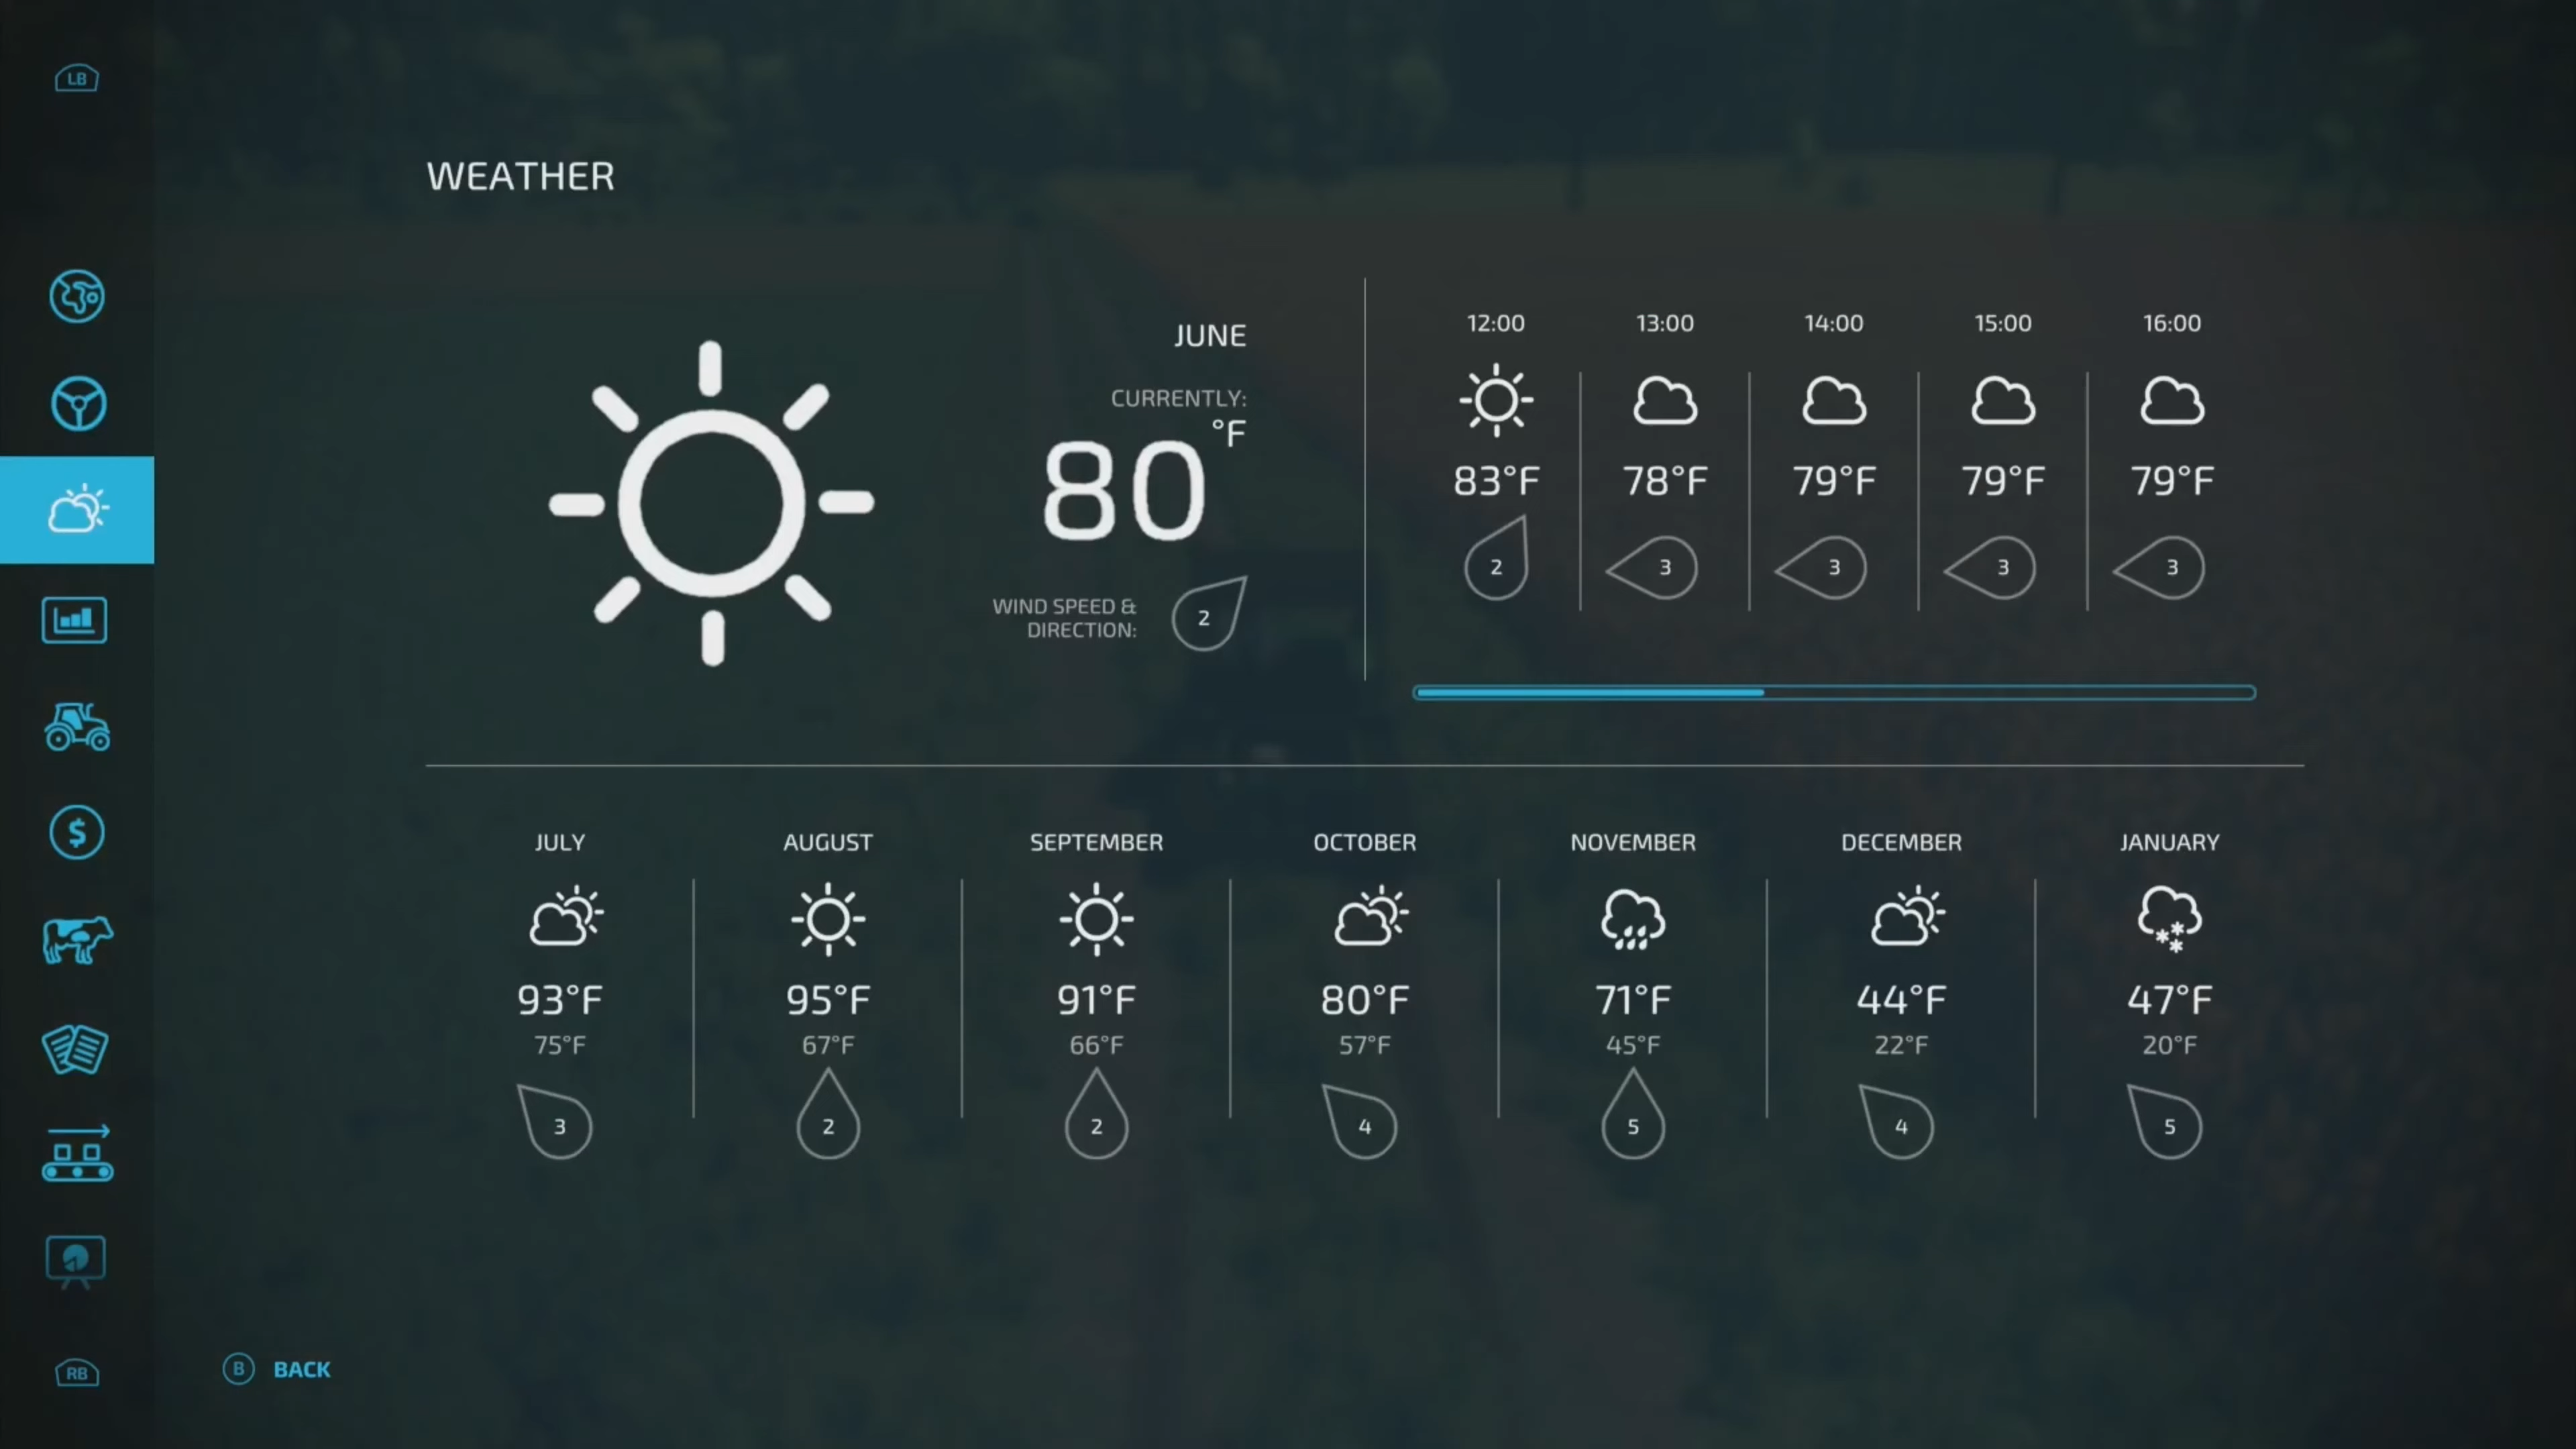 LB
WEATHER
JUNE
CURRENTLY:
80 °F
WIND SPEED &
DIRECTION:
2
12:00 13:00 14:00 15:00 16:00
83°F 78°F 79°F 79°F 79°F
2 3 3 3 3
JULY AUGUST SEPTEMBER OCTOBER NOVEMBER DECEMBER JANUARY
93°F 95°F 91°F 80°F 71°F 44°F 47°F
75°F 67°F 66°F 57°F 45°F 22°F 20°F
3 2 2 4 5 4 5
$
RB
B BACK